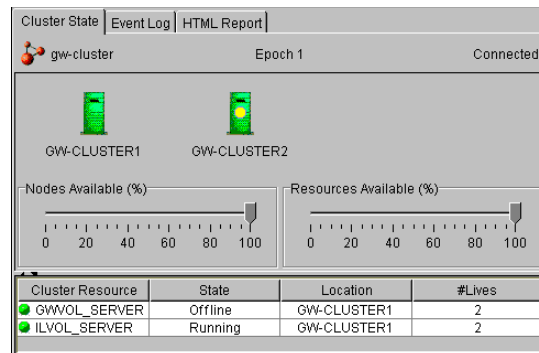 Cluster State Event Log HTML Report
gw-cluster Epoch 1 Connected
GW-CLUSTER1 GW-CLUSTER2
Nodes Available (%) Resources Available (%)
0 20 40 60 80 100 0 20 40 60 80 100
Cluster Resource State Location #Lives
GWVOL_SERVER Offline GW-CLUSTER1 2
ILVOL_SERVER Running GW-CLUSTER1 2